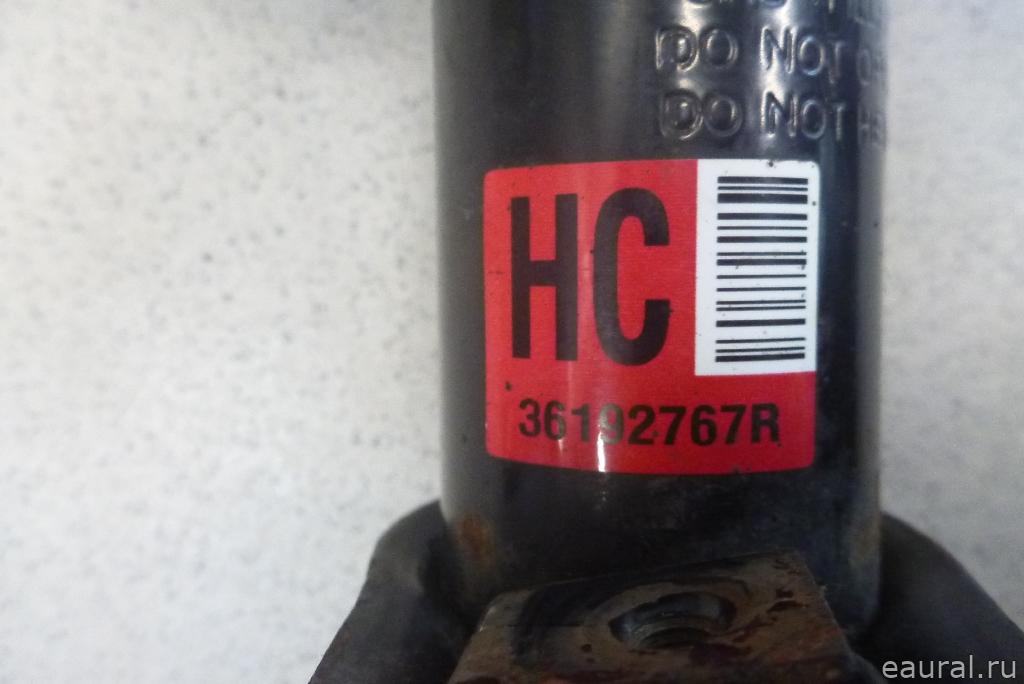 DO NOT
DO NOT
HC
36192767R
eaural.ru